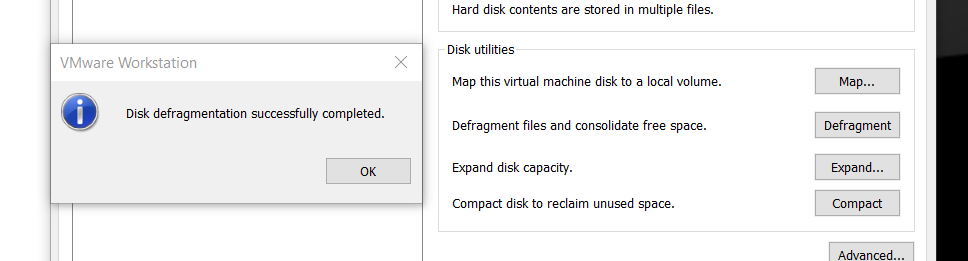 Hard disk contents are stored in multiple files.
VMware Workstation
Disk defragmentation successfully completed.
OK
Disk utilities
Map this virtual machine disk to a local volume.
Map...
Defragment files and consolidate free space.
Defragment
Expand disk capacity.
Expand...
Compact disk to reclaim unused space.
Compact
Advanced...